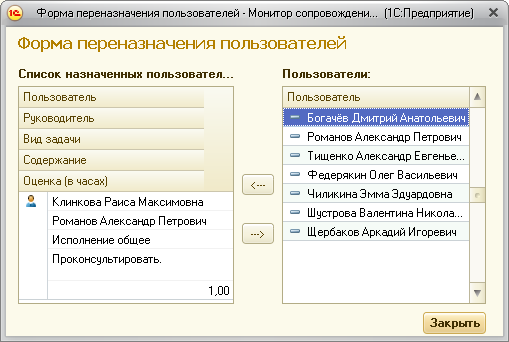 Форма переназначения пользователей - Монитор сопровождени... (1С:Предприятие)
Форма переназначения пользователей
Список назначенных пользовател...
Пользователь
Руководитель
Вид задачи
Содержание
Оценка (в часах)
Клинкова Раиса Максимовна
Романов Александр Петрович
Исполнение общее
Проконсультировать.
1,00
<---
--->
Пользователи:
Пользователь
Богачёв Дмитрий Анатольевич
Романов Александр Петрович
Тищенко Александр Евгенье...
Федерякин Олег Васильевич
Чиликина Эмма Эдуардовна
Шустрова Валентина Никола...
Щербаков Аркадий Игоревич
Закрыть